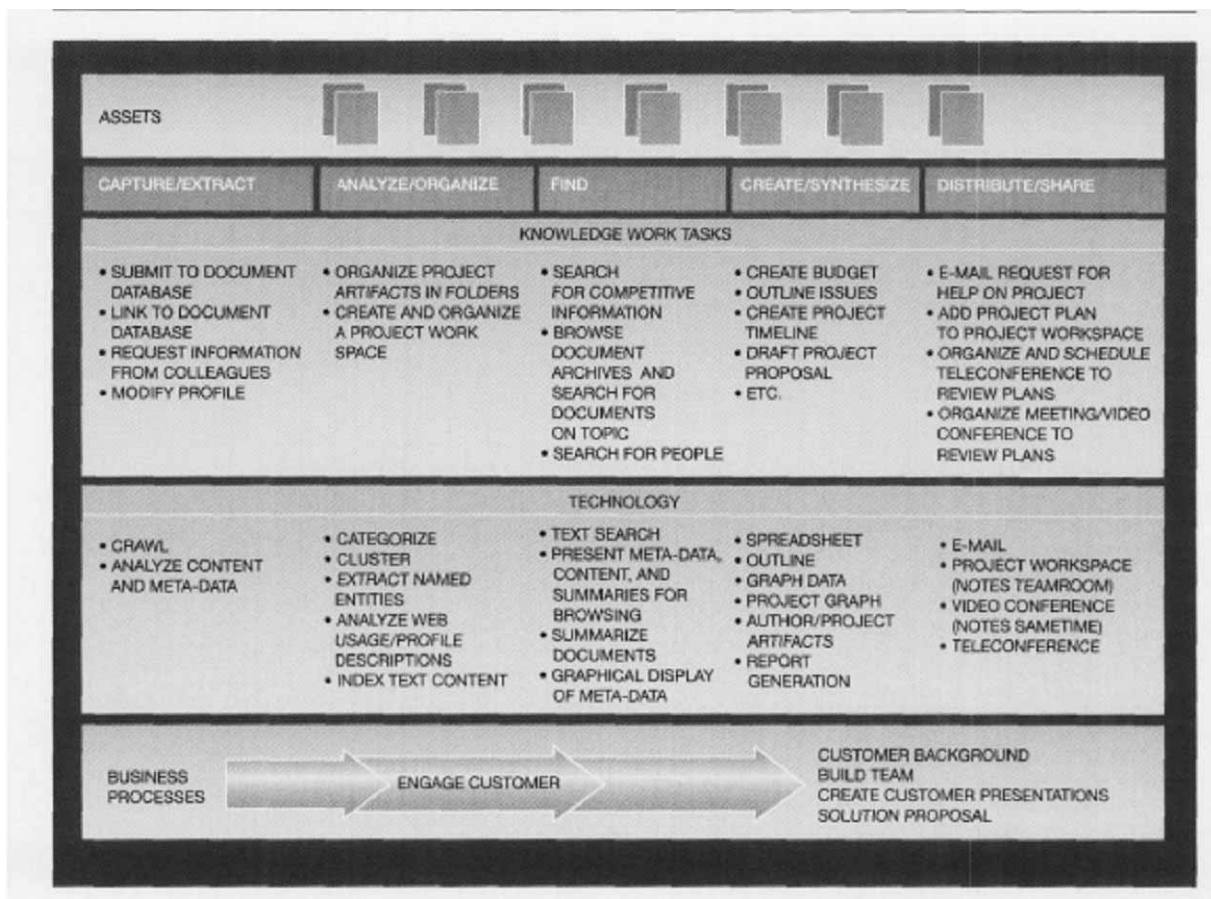 ASSETS
CAPTURE/EXTRACT
ANALYZE/ORGANIZE
FIND
CREATE/SYNTHESIZE
DISTRIBUTE/SHARE
KNOWLEDGE WORK TASKS
• SUBMIT TO DOCUMENT
DATABASE
• LINK TO DOCUMENT
DATABASE
• REQUEST INFORMATION
FROM COLLEAGUES
• MODIFY PROFILE
• ORGANIZE PROJECT
ARTIFACTS IN FOLDERS
• CREATE AND ORGANIZE
A PROJECT WORK
SPACE
• SEARCH
FOR COMPETITIVE
INFORMATION
• BROWSE
DOCUMENT
ARCHIVES AND
SEARCH FOR
DOCUMENTS
ON TOPIC
• SEARCH FOR PEOPLE
• CREATE BUDGET
• OUTLINE ISSUES
• CREATE PROJECT
TIMELINE
• DRAFT PROJECT
PROPOSAL
• ETC.
• E-MAIL REQUEST FOR
HELP ON PROJECT
• ADD PROJECT PLAN
TO PROJECT WORKSPACE
• ORGANIZE AND SCHEDULE
TELECONFERENCE TO
REVIEW PLANS
• ORGANIZE MEETING/VIDEO
CONFERENCE TO
REVIEW PLANS
TECHNOLOGY
• CRAWL
• ANALYZE CONTENT
AND META-DATA
• CATEGORIZE
• CLUSTER
• EXTRACT NAMED
ENTITIES
• ANALYZE WEB
USAGE/PROFILE
DESCRIPTIONS
• INDEX TEXT CONTENT
• TEXT SEARCH
• PRESENT META-DATA,
CONTENT, AND
SUMMARIES FOR
BROWSING
• SUMMARIZE
DOCUMENTS
• GRAPHICAL DISPLAY
OF META-DATA
• SPREADSHEET
• OUTLINE
• GRAPH DATA
• PROJECT GRAPH
• AUTHOR/PROJECT
ARTIFACTS
• REPORT
GENERATION
• E-MAIL
• PROJECT WORKSPACE
(NOTES TEAMROOM)
• VIDEO CONFERENCE
(NOTES SAMETIME)
• TELECONFERENCE
BUSINESS
PROCESSES
ENGAGE CUSTOMER
CUSTOMER BACKGROUND
BUILD TEAM
CREATE CUSTOMER PRESENTATIONS
SOLUTION PROPOSAL